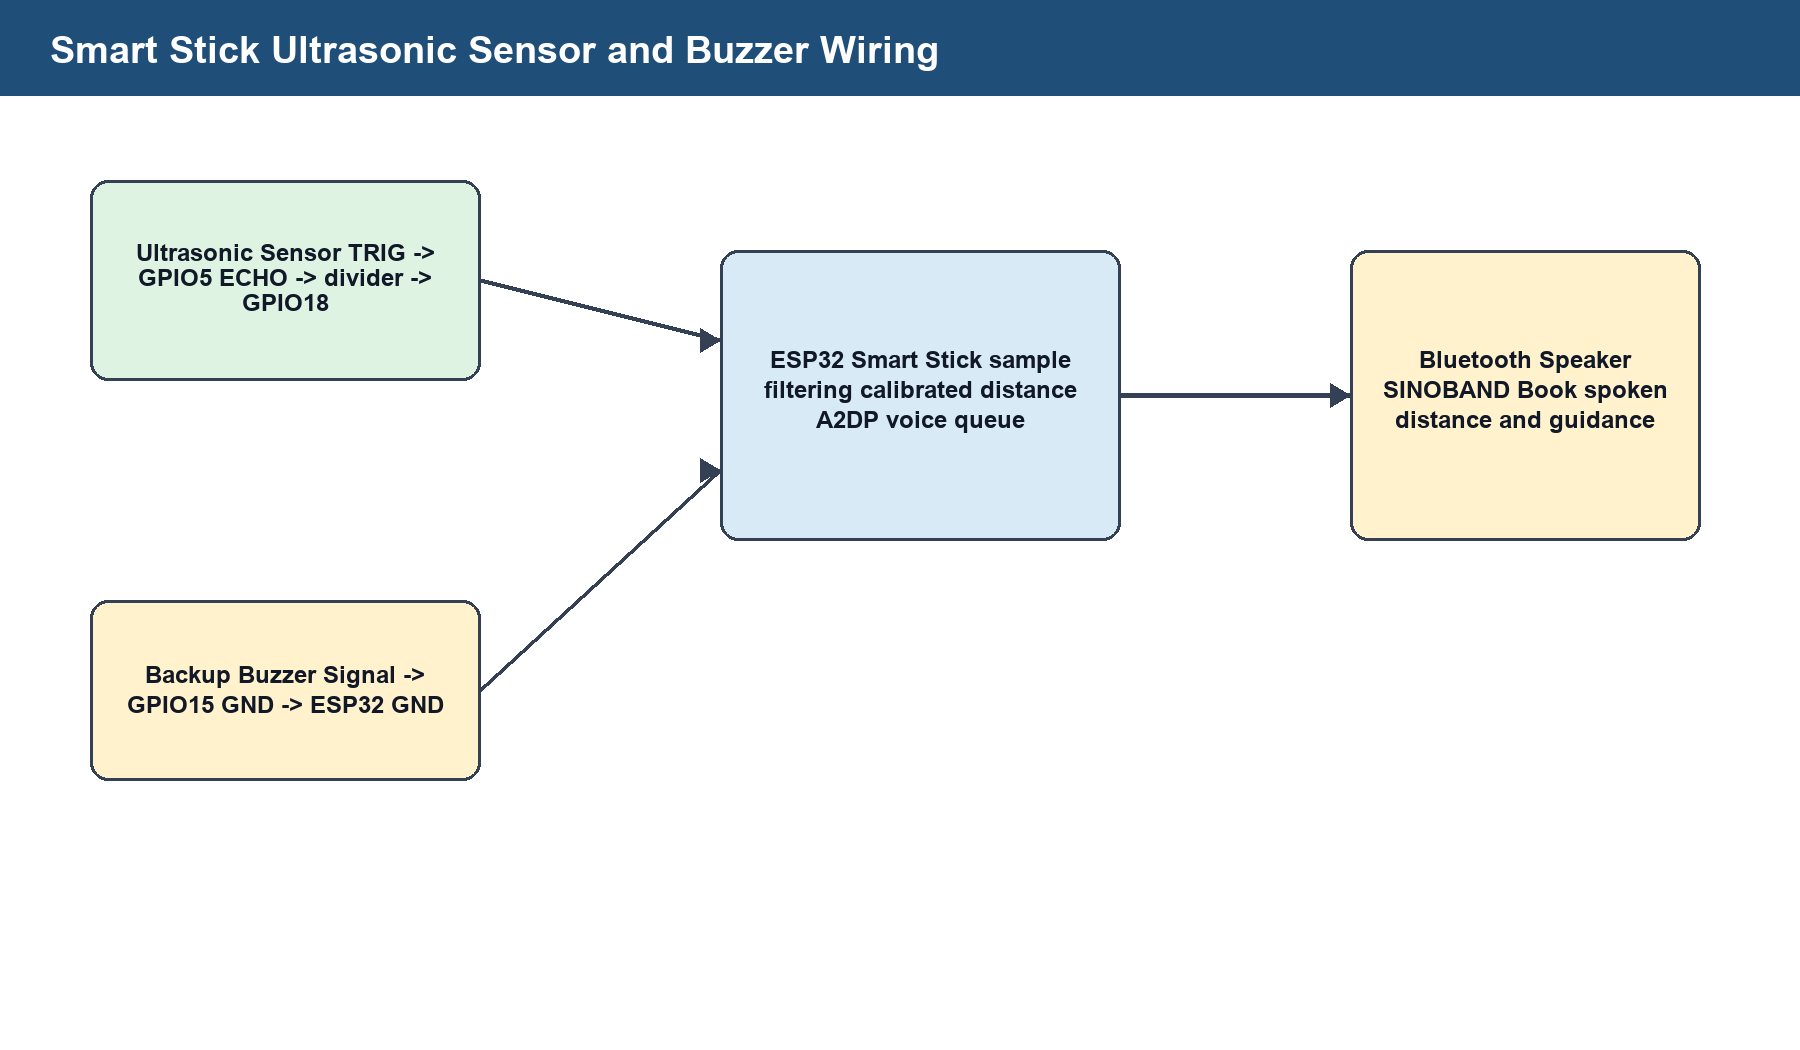 Smart Stick Ultrasonic Sensor and Buzzer Wiring
Ultrasonic Sensor TRIG ->
GPIO5 ECHO -> divider ->
GPIO18
ESP32 Smart Stick sample
filtering calibrated distance
A2DP voice queue
Bluetooth Speaker
SINOBAND Book spoken
distance and guidance
Backup Buzzer Signal ->
GPIO15 GND -> ESP32 GND